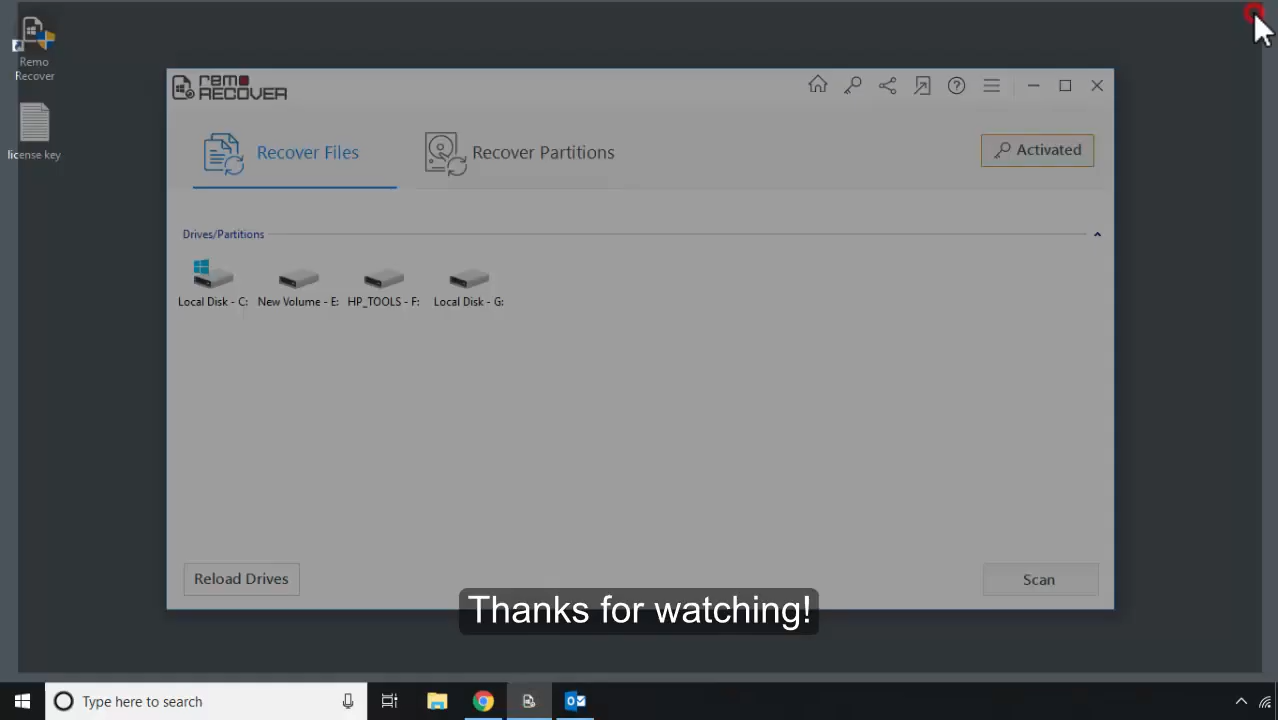 Remo
Recover
license key
remo
RECOVER
Recover Files
Recover Partitions
Activated
Drives/Partitions
Local Disk - C:
New Volume - E:
HP_TOOLS - F:
Local Disk - G:
Reload Drives
Scan
Thanks for watching!
Type here to search